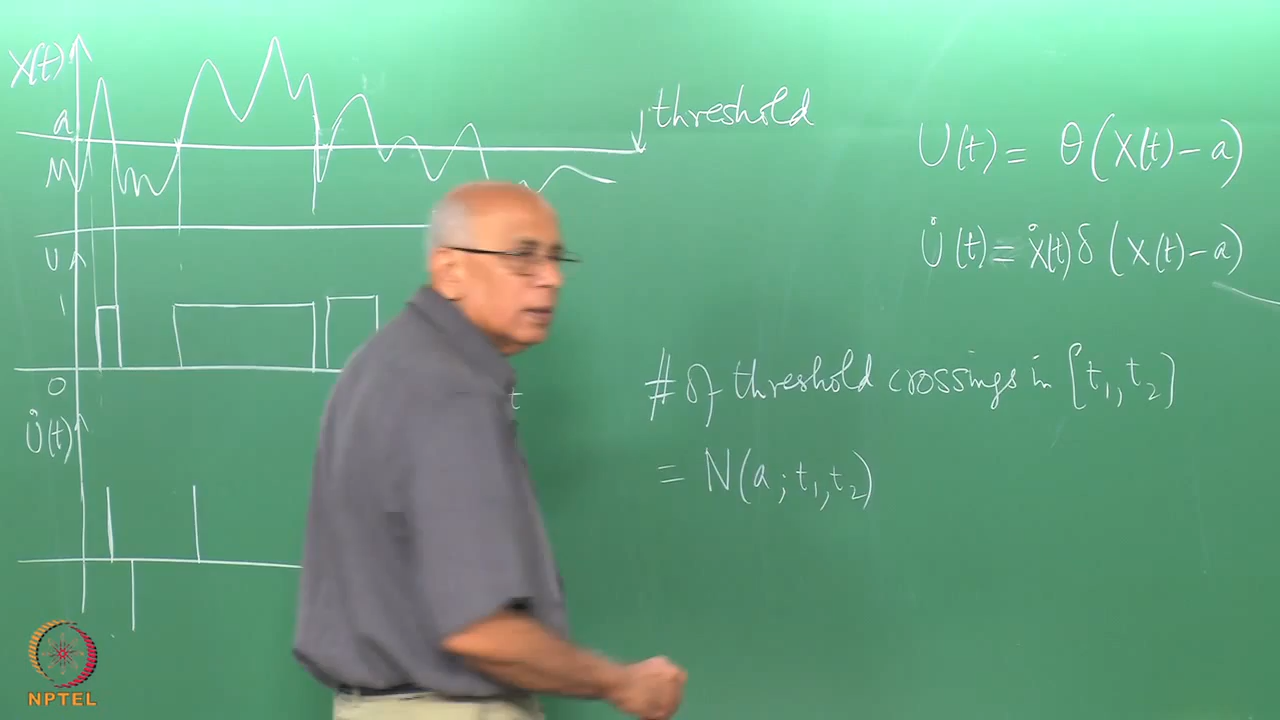 X(t)
a
threshold
U
1
0
t
U̇(t)
U(t) = θ(X(t) – a)
U̇(t) = Ẋ(t) δ(X(t) – a)
# of threshold crossings in [t₁, t₂]
= N(a; t₁, t₂)
NPTEL